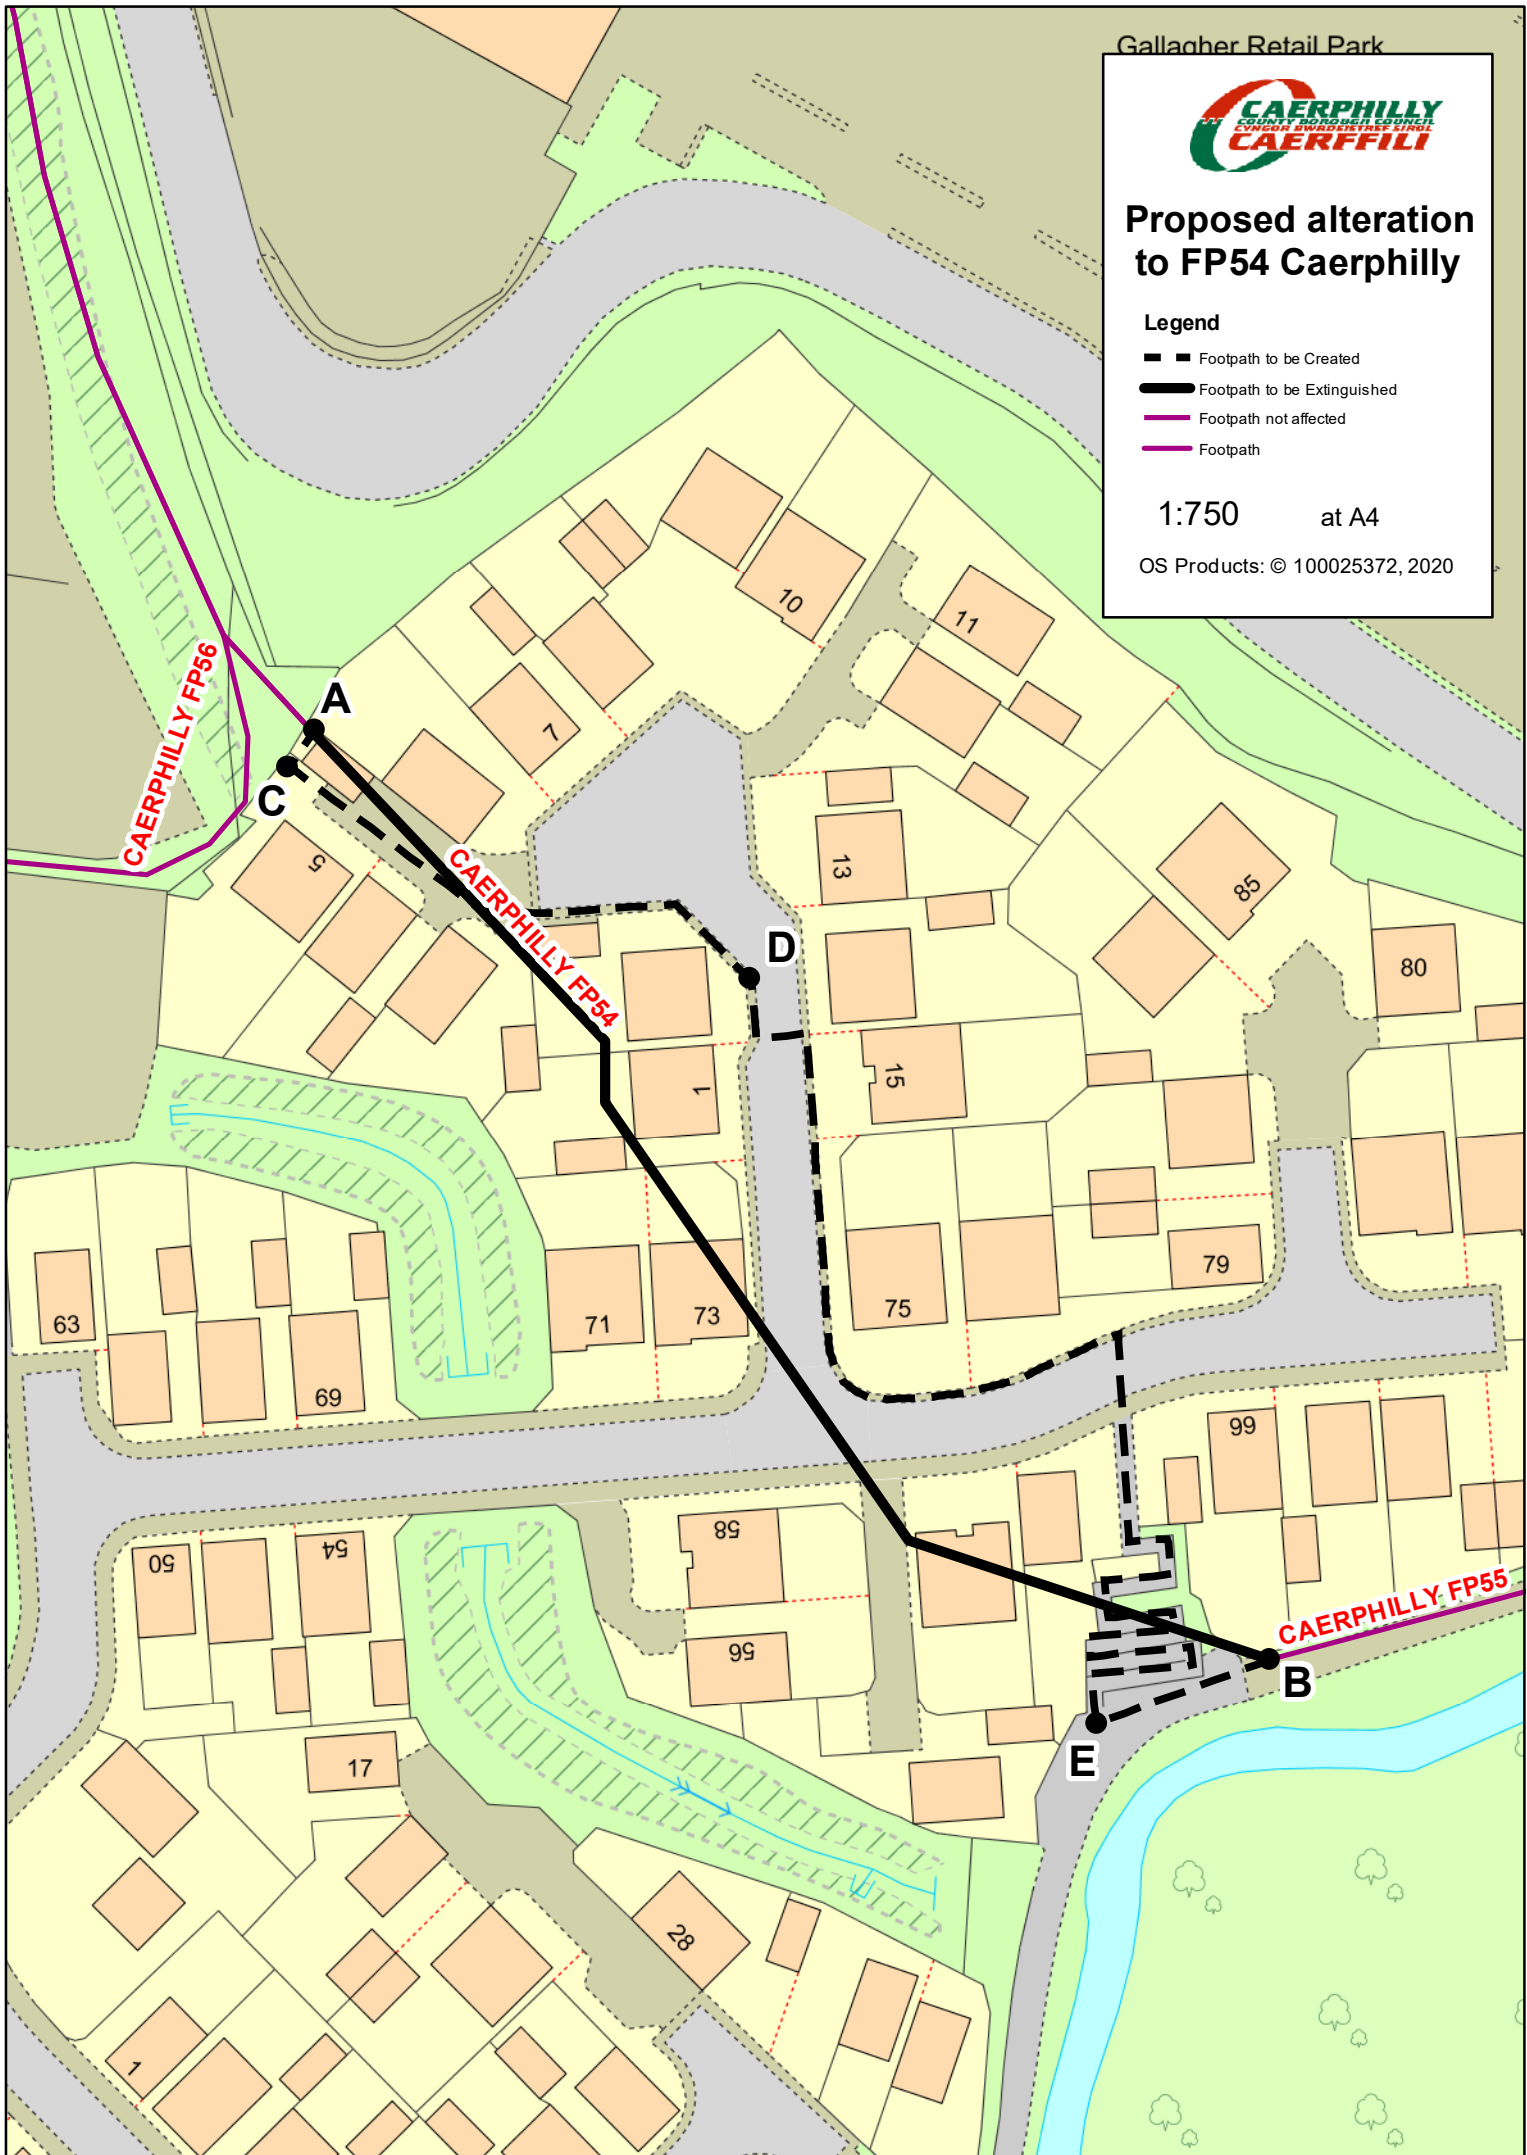 Gallagher Retail Park
CAERPHILLY
COUNTY BOROUGH COUNCIL
CYNGOR BWRDEISTREF SIROL
CAERFFILI
Proposed alteration
to FP54 Caerphilly
Legend
Footpath to be Created
Footpath to be Extinguished
Footpath not affected
Footpath
1:750 at A4
OS Products: © 100025372, 2020
CAERPHILLY FP56
A
C
10
11
7
5
13
85
80
CAERPHILLY FP54
D
15
1
79
63
69
71
73
75
99
50
54
58
56
CAERPHILLY FP55
B
E
17
28
1